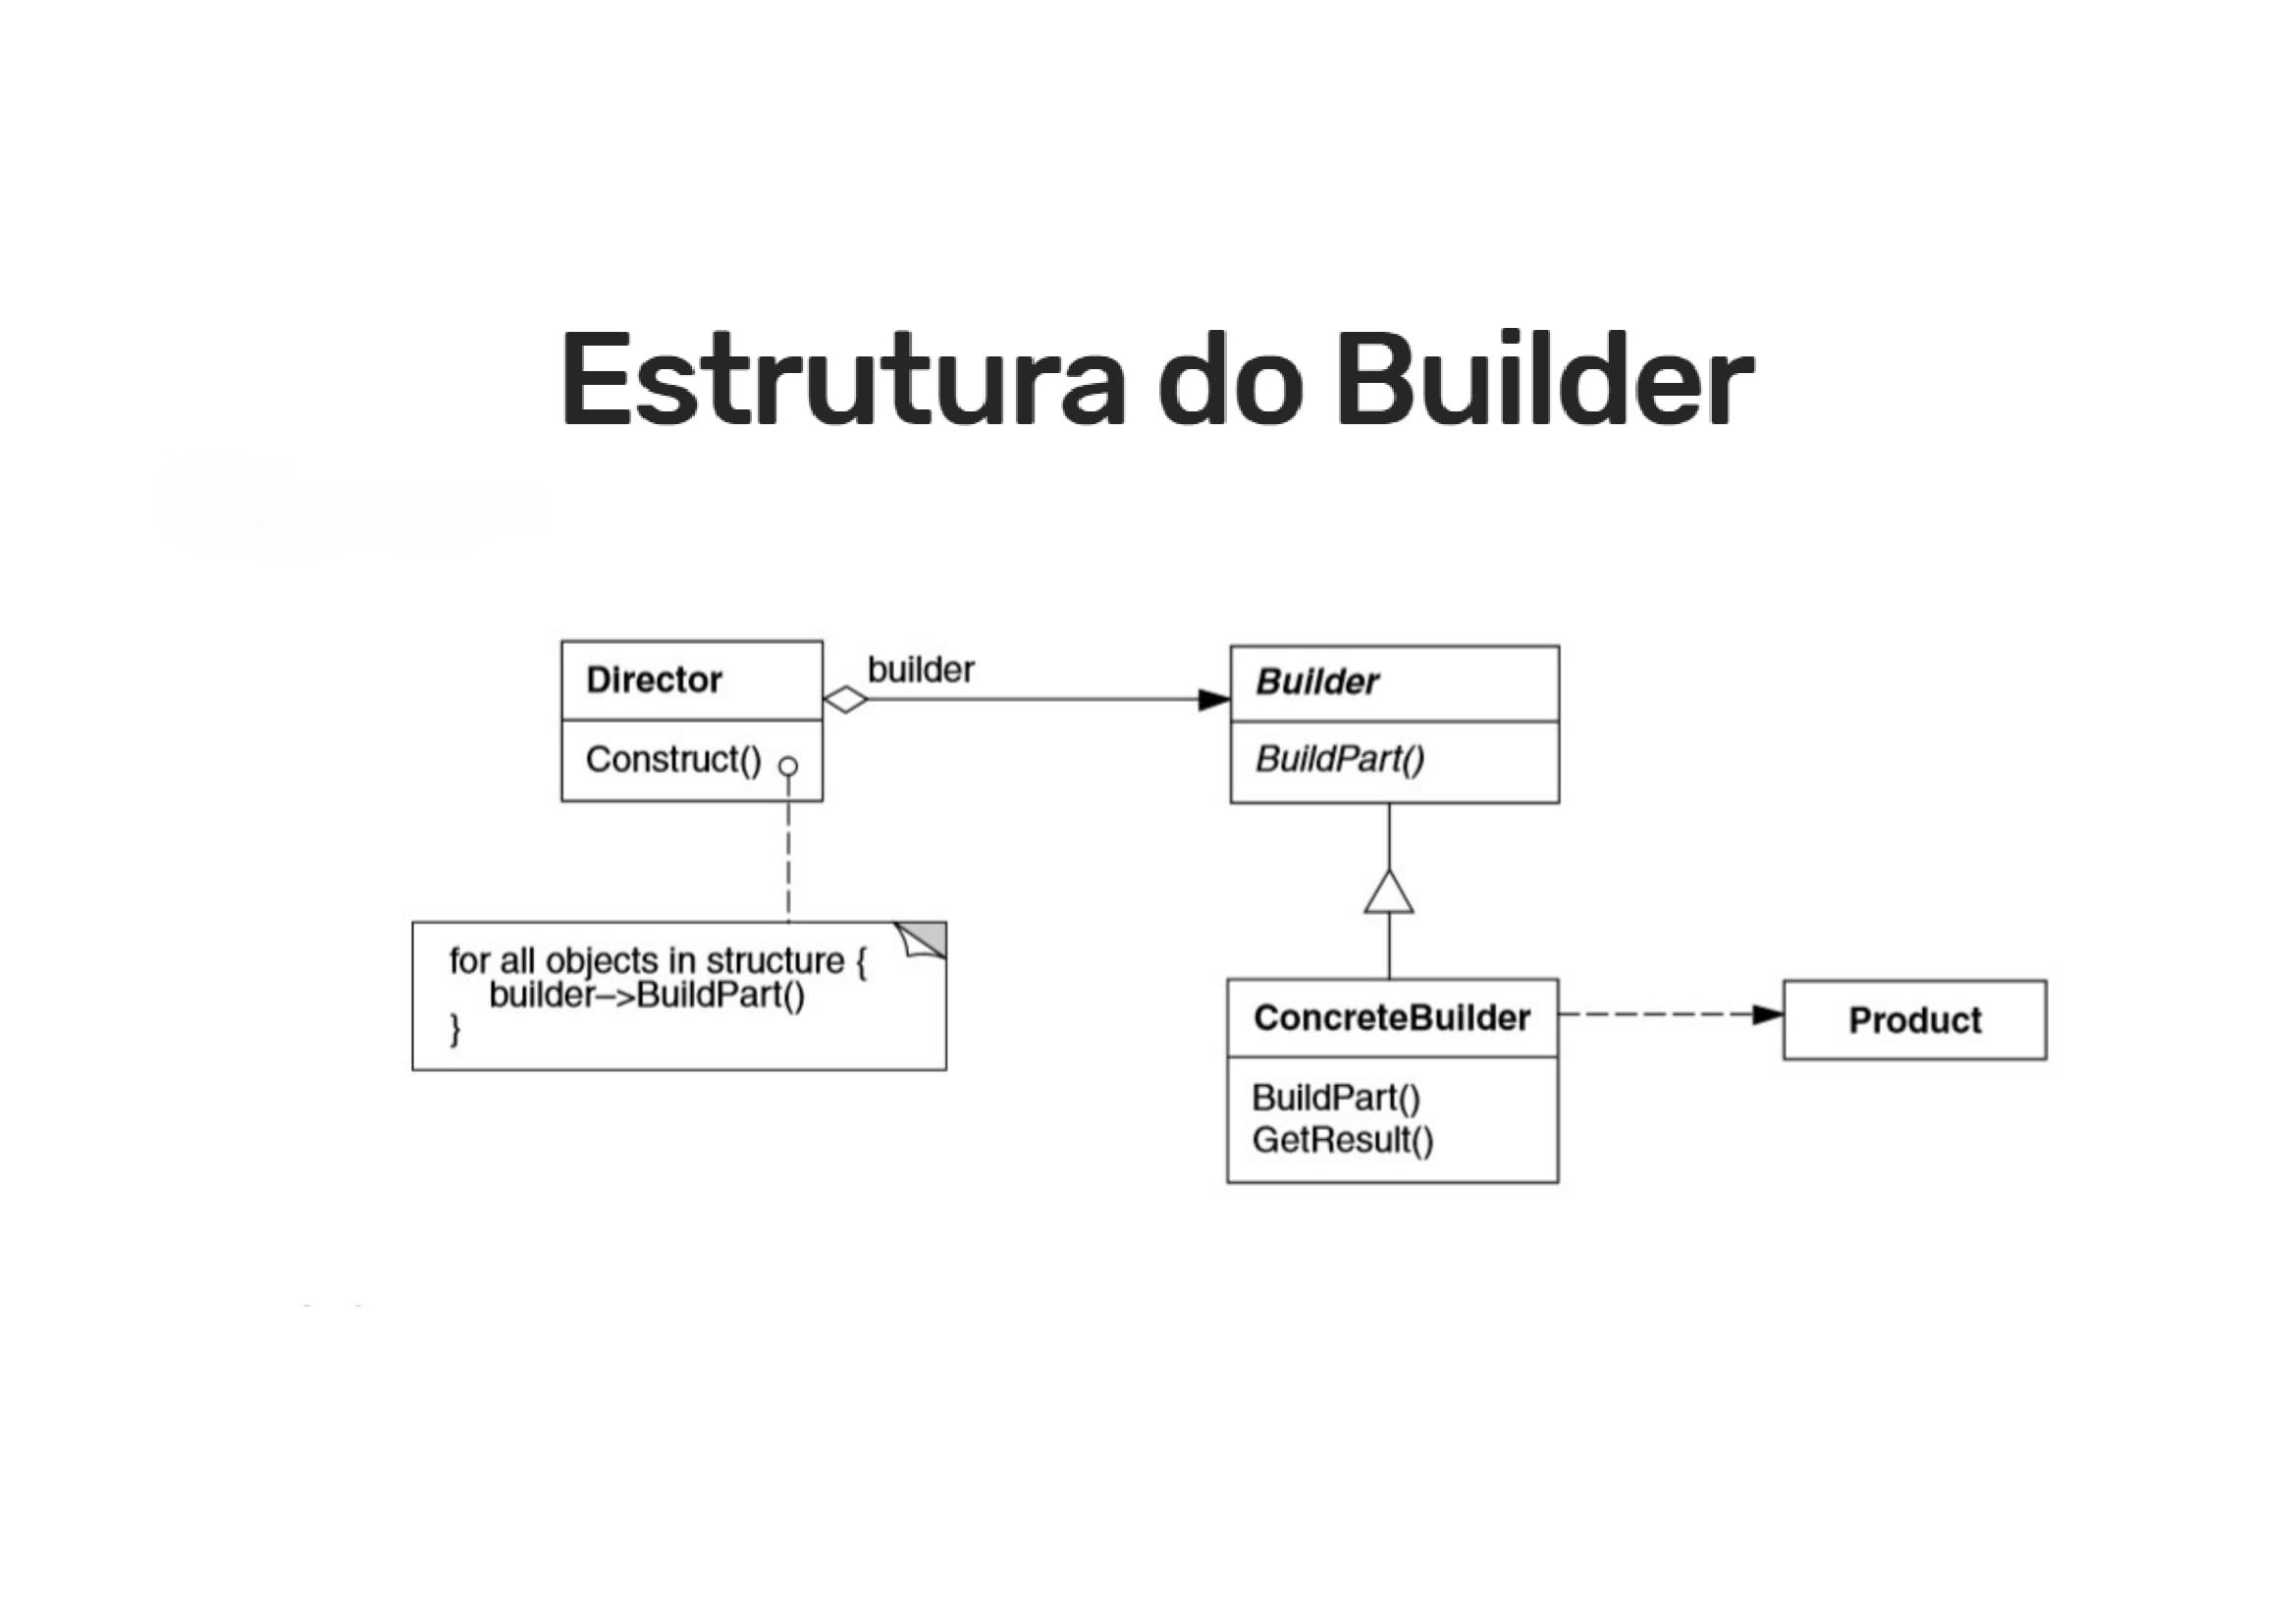 Estrutura do Builder
Director
builder
Builder
Construct()
BuildPart()
for all objects in structure {
builder–>BuildPart()
}
ConcreteBuilder
Product
BuildPart()
GetResult()